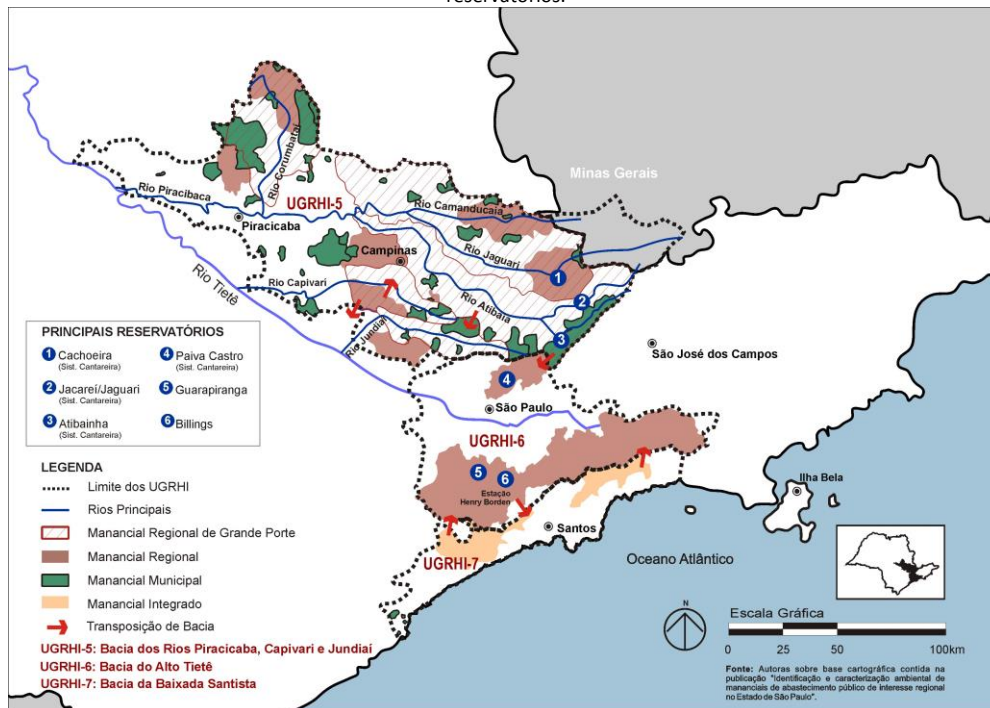 reservatórios.
Minas Gerais
Rio Corumbataí
Rio Piracibaca
UGRHI-5
Rio Camanducaia
Piracicaba
Rio Jaguari
Campinas
1
Rio Tietê
Rio Capivari
Rio Atibaia
2
Rio Jundiaí
3
São José dos Campos
4
São Paulo
UGRHI-6
5
6
Estação
Henry Borden
Ilha Bela
Santos
UGRHI-7
Oceano Atlântico
PRINCIPAIS RESERVATÓRIOS
1 Cachoeira
(Sist. Cantareira)
4 Paiva Castro
(Sist. Cantareira)
2 Jacareí/Jaguari
(Sist. Cantareira)
5 Guarapiranga
3 Atibainha
(Sist. Cantareira)
6 Billings
LEGENDA
Limite dos UGRHI
Rios Principais
Manancial Regional de Grande Porte
Manancial Regional
Manancial Municipal
Manancial Integrado
Transposição de Bacia
UGRHI-5: Bacia dos Rios Piracicaba, Capivari e Jundiaí
UGRHI-6: Bacia do Alto Tietê
UGRHI-7: Bacia da Baixada Santista
N
Escala Gráfica
0 25 50 100km
Fonte: Autoras sobre base cartográfica contida na
publicação "Identificação e caracterização ambiental de
mananciais de abastecimento público de interesse regional
no Estado de São Paulo".